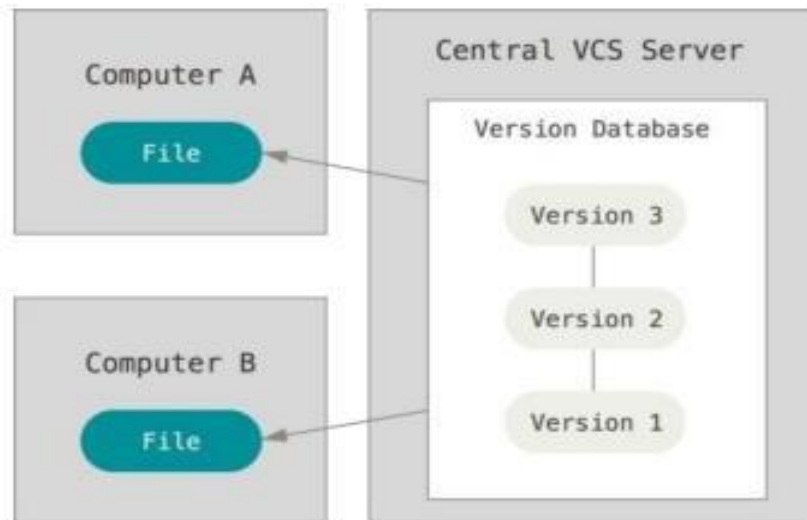 Computer A
File
Central VCS Server
Version Database
Version 3
Version 2
Version 1
Computer B
File